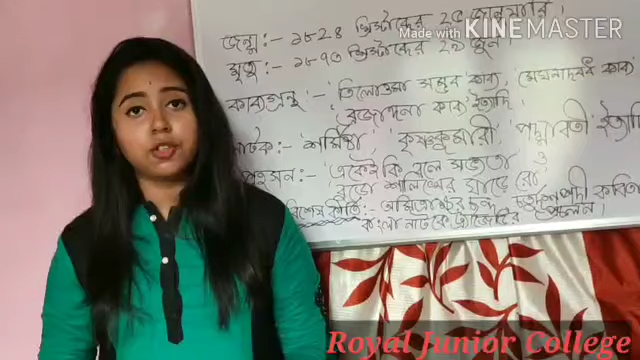 জন্ম :- ১৮২৪ খ্রিস্টাব্দের ২৫ জানুয়ারি।
Made with KINEMASTER
মৃত্যু :- ১৮৭৩ খ্রিস্টাব্দের ২৯ জুন।
কাব্যগ্রন্থ :- তিলোত্তমা সম্ভব কাব্য, মেঘনাদবধ কাব্য
ব্রজাঙ্গনা কাব্য ইত্যাদি
নাটক :- শর্মিষ্ঠা, কৃষ্ণকুমারী, পদ্মাবতী ইত্যাদি
প্রহসন :- একেই কি বলে সভ্যতা ও
বুড়ো শালিখের ঘাড়ে রোঁ
বিশেষ কীর্তি :- অমিত্রাক্ষর ছন্দ, চতুর্দশপদী কবিতা
বাংলা নাটকে ট্র্যাজেডির প্রচলন।
Royal Junior College